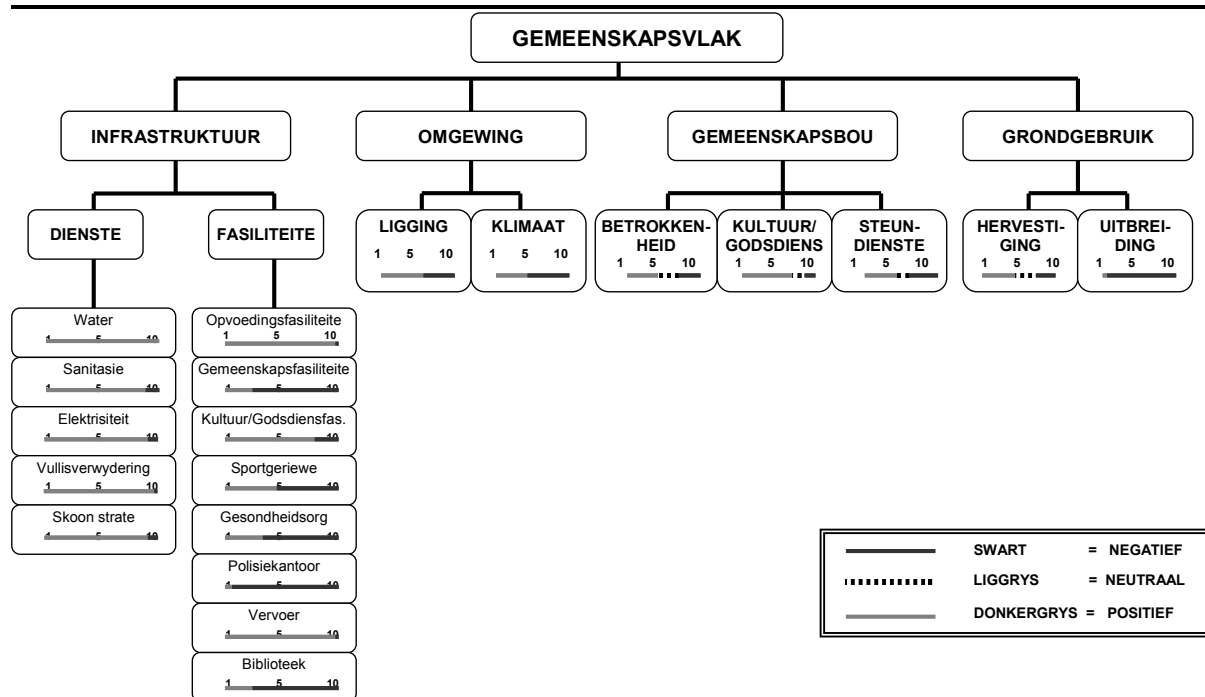 GEMEENSKAPSVLAK
INFRASTRUKTUUR
OMGEWING
GEMEENSKAPSBOU
GRONDGEBRUIK
DIENSTE
FASILITEITE
LIGGING
1 5 10
KLIMAAT
1 5 10
BETROKKEN-
HEID
1 5 10
KULTUUR/
GODSDIENS
1 5 10
STEUN-
DIENSTE
1 5 10
HERVESTI-
GING
1 5 10
UITBREI-
DING
1 5 10
Water
1 5 10
Sanitasie
1 5 10
Elektrisiteit
1 5 10
Vullisverwydering
1 5 10
Skoon strate
1 5 10
Opvoedingsfasiliteite
1 5 10
Gemeenskapsfasiliteite
1 5 10
Kultuur/Godsdiensfas.
1 5 10
Sportgeriewe
1 5 10
Gesondheidsorg
1 5 10
Polisiekantoor
1 5 10
Vervoer
1 5 10
Biblioteek
1 5 10
SWART = NEGATIEF
LIGGRYS = NEUTRAAL
DONKERGRYS = POSITIEF